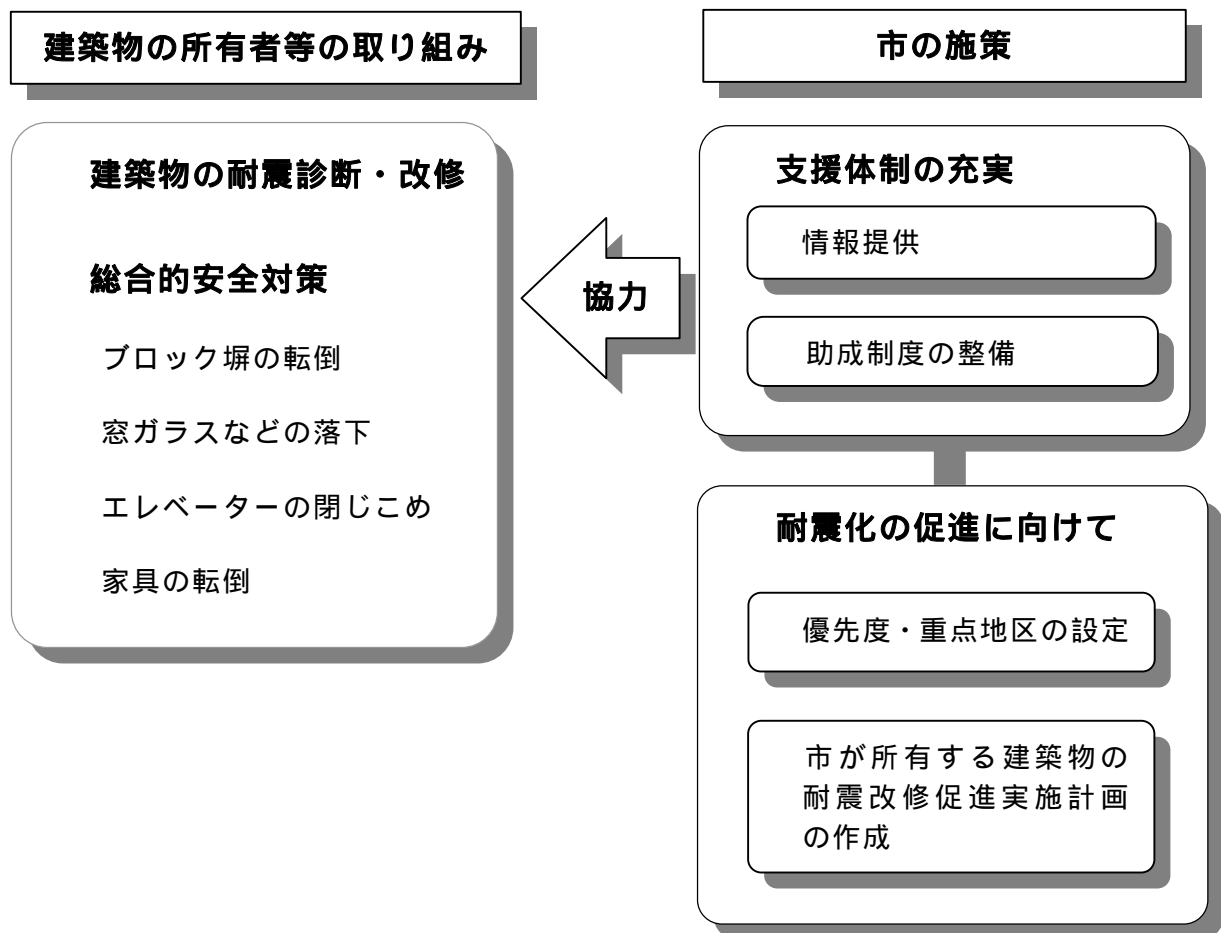 建築物の所有者等の取り組み
建築物の耐震診断・改修
総合的安全対策
ブロック塀の転倒
窓ガラスなどの落下
エレベーターの閉じこめ
家具の転倒
協力
市の施策
支援体制の充実
情報提供
助成制度の整備
耐震化の促進に向けて
優先度・重点地区の設定
市が所有する建築物の
耐震改修促進実施計画
の作成